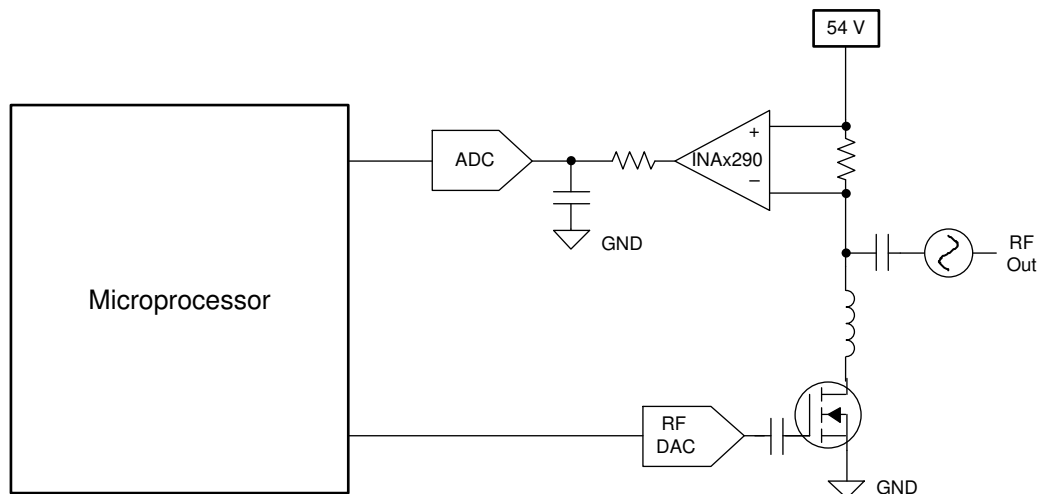 54 V
ADC
+
INAx290
−
GND
RF
Out
Microprocessor
RF
DAC
GND